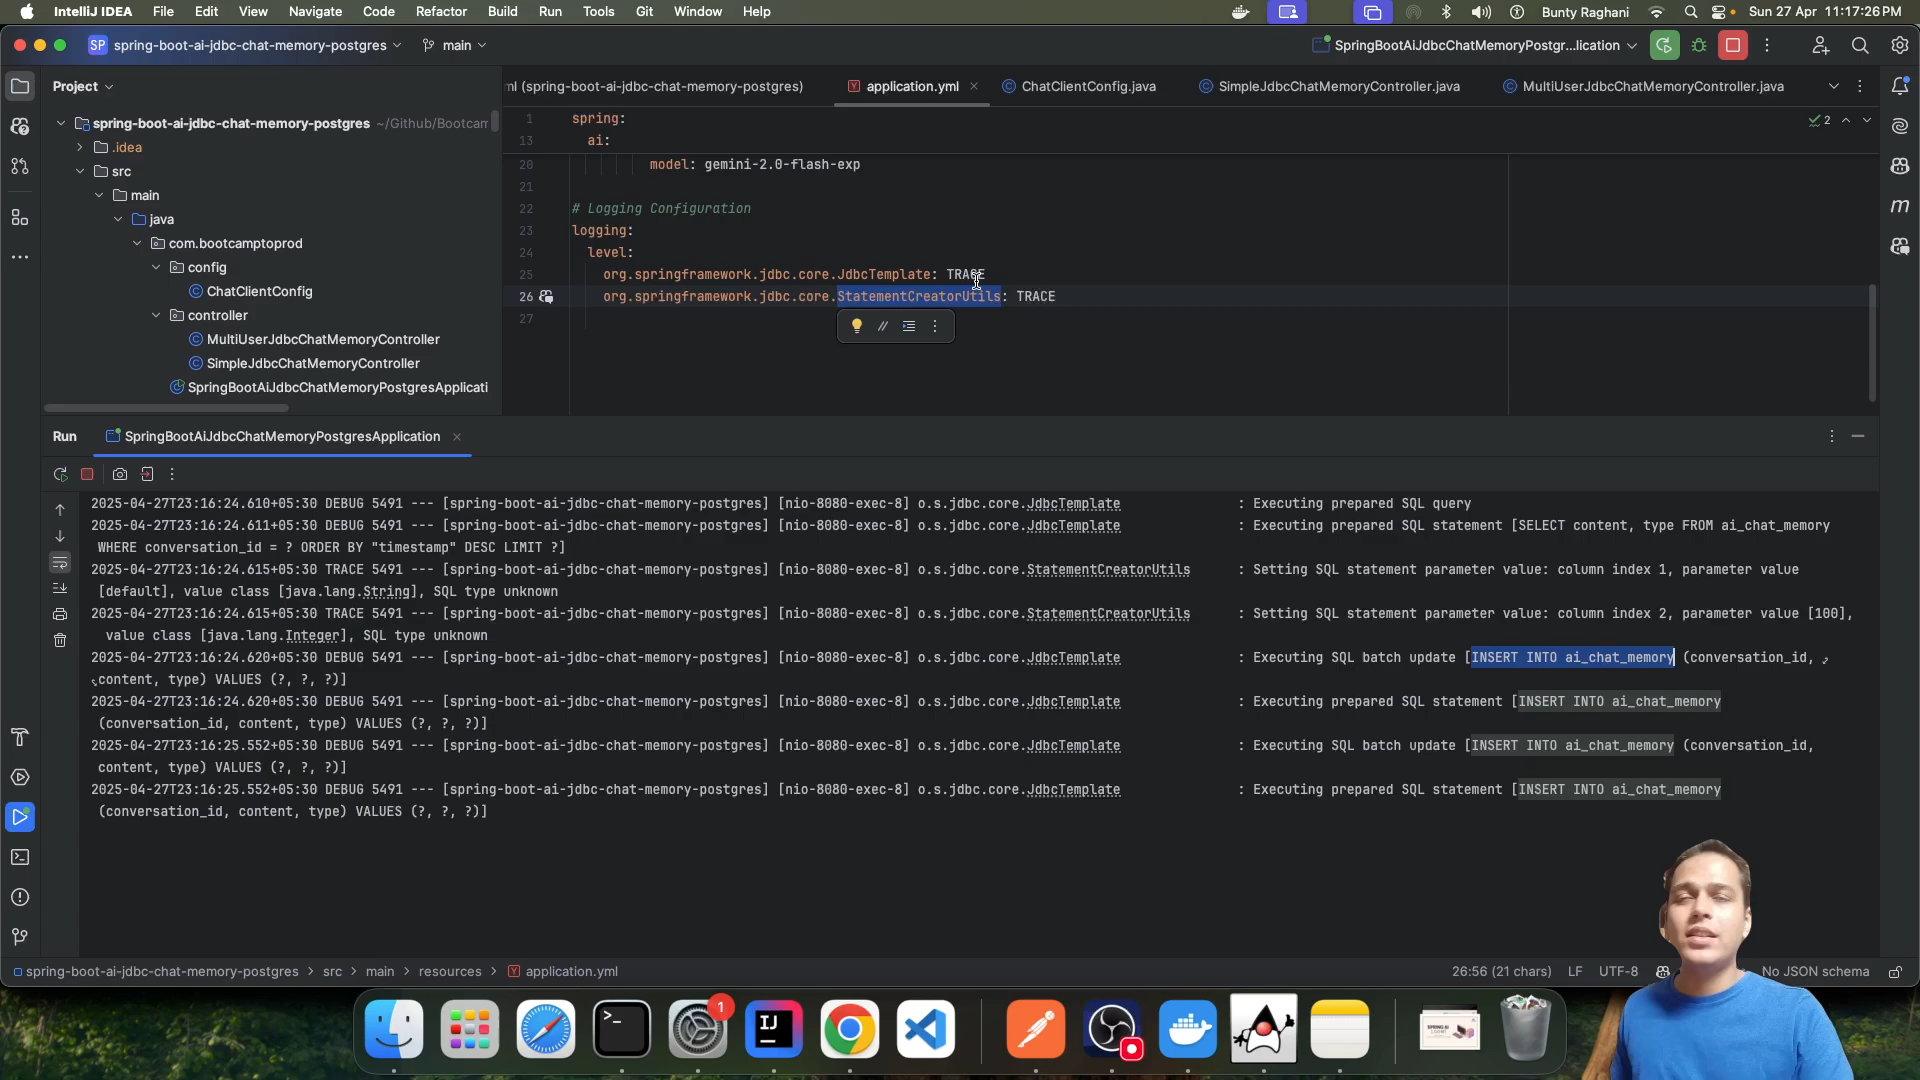 IntelliJ IDEA File Edit View Navigate Code Refactor Build Run Tools Git Window Help Bunty Raghani Sun 27 Apr 11:17:26 PM
SP spring-boot-ai-jdbc-chat-memory-postgres main SpringBootAiJdbcChatMemoryPostgr...lication
Project
ml (spring-boot-ai-jdbc-chat-memory-postgres) application.yml ChatClientConfig.java SimpleJdbcChatMemoryController.java MultiUserJdbcChatMemoryController.java
spring-boot-ai-jdbc-chat-memory-postgres ~/Github/Bootcam
.idea
src
main
java
com.bootcamptoprod
config
ChatClientConfig
controller
MultiUserJdbcChatMemoryController
SimpleJdbcChatMemoryController
SpringBootAiJdbcChatMemoryPostgresApplicati
1 spring:
2
13 ai:
20 model: gemini-2.0-flash-exp
21
22 # Logging Configuration
23 logging:
24 level:
25 org.springframework.jdbc.core.JdbcTemplate: TRACE
26 org.springframework.jdbc.core.StatementCreatorUtils: TRACE
27
Run SpringBootAiJdbcChatMemoryPostgresApplication
2025-04-27T23:16:24.610+05:30 DEBUG 5491 --- [spring-boot-ai-jdbc-chat-memory-postgres] [nio-8080-exec-8] o.s.jdbc.core.JdbcTemplate : Executing prepared SQL query
2025-04-27T23:16:24.611+05:30 DEBUG 5491 --- [spring-boot-ai-jdbc-chat-memory-postgres] [nio-8080-exec-8] o.s.jdbc.core.JdbcTemplate : Executing prepared SQL statement [SELECT content, type FROM ai_chat_memory
WHERE conversation_id = ? ORDER BY "timestamp" DESC LIMIT ?]
2025-04-27T23:16:24.615+05:30 TRACE 5491 --- [spring-boot-ai-jdbc-chat-memory-postgres] [nio-8080-exec-8] o.s.jdbc.core.StatementCreatorUtils : Setting SQL statement parameter value: column index 1, parameter value
[default], value class [java.lang.String], SQL type unknown
2025-04-27T23:16:24.615+05:30 TRACE 5491 --- [spring-boot-ai-jdbc-chat-memory-postgres] [nio-8080-exec-8] o.s.jdbc.core.StatementCreatorUtils : Setting SQL statement parameter value: column index 2, parameter value [100],
value class [java.lang.Integer], SQL type unknown
2025-04-27T23:16:24.620+05:30 DEBUG 5491 --- [spring-boot-ai-jdbc-chat-memory-postgres] [nio-8080-exec-8] o.s.jdbc.core.JdbcTemplate : Executing SQL batch update [INSERT INTO ai_chat_memory (conversation_id,
content, type) VALUES (?, ?, ?)]
2025-04-27T23:16:24.620+05:30 DEBUG 5491 --- [spring-boot-ai-jdbc-chat-memory-postgres] [nio-8080-exec-8] o.s.jdbc.core.JdbcTemplate : Executing prepared SQL statement [INSERT INTO ai_chat_memory
(conversation_id, content, type) VALUES (?, ?, ?)]
2025-04-27T23:16:25.552+05:30 DEBUG 5491 --- [spring-boot-ai-jdbc-chat-memory-postgres] [nio-8080-exec-8] o.s.jdbc.core.JdbcTemplate : Executing SQL batch update [INSERT INTO ai_chat_memory (conversation_id,
content, type) VALUES (?, ?, ?)]
2025-04-27T23:16:25.552+05:30 DEBUG 5491 --- [spring-boot-ai-jdbc-chat-memory-postgres] [nio-8080-exec-8] o.s.jdbc.core.JdbcTemplate : Executing prepared SQL statement [INSERT INTO ai_chat_memory
(conversation_id, content, type) VALUES (?, ?, ?)]
spring-boot-ai-jdbc-chat-memory-postgres > src > main > resources > application.yml 26:56 (21 chars) LF UTF-8 No JSON schema
1
IJ